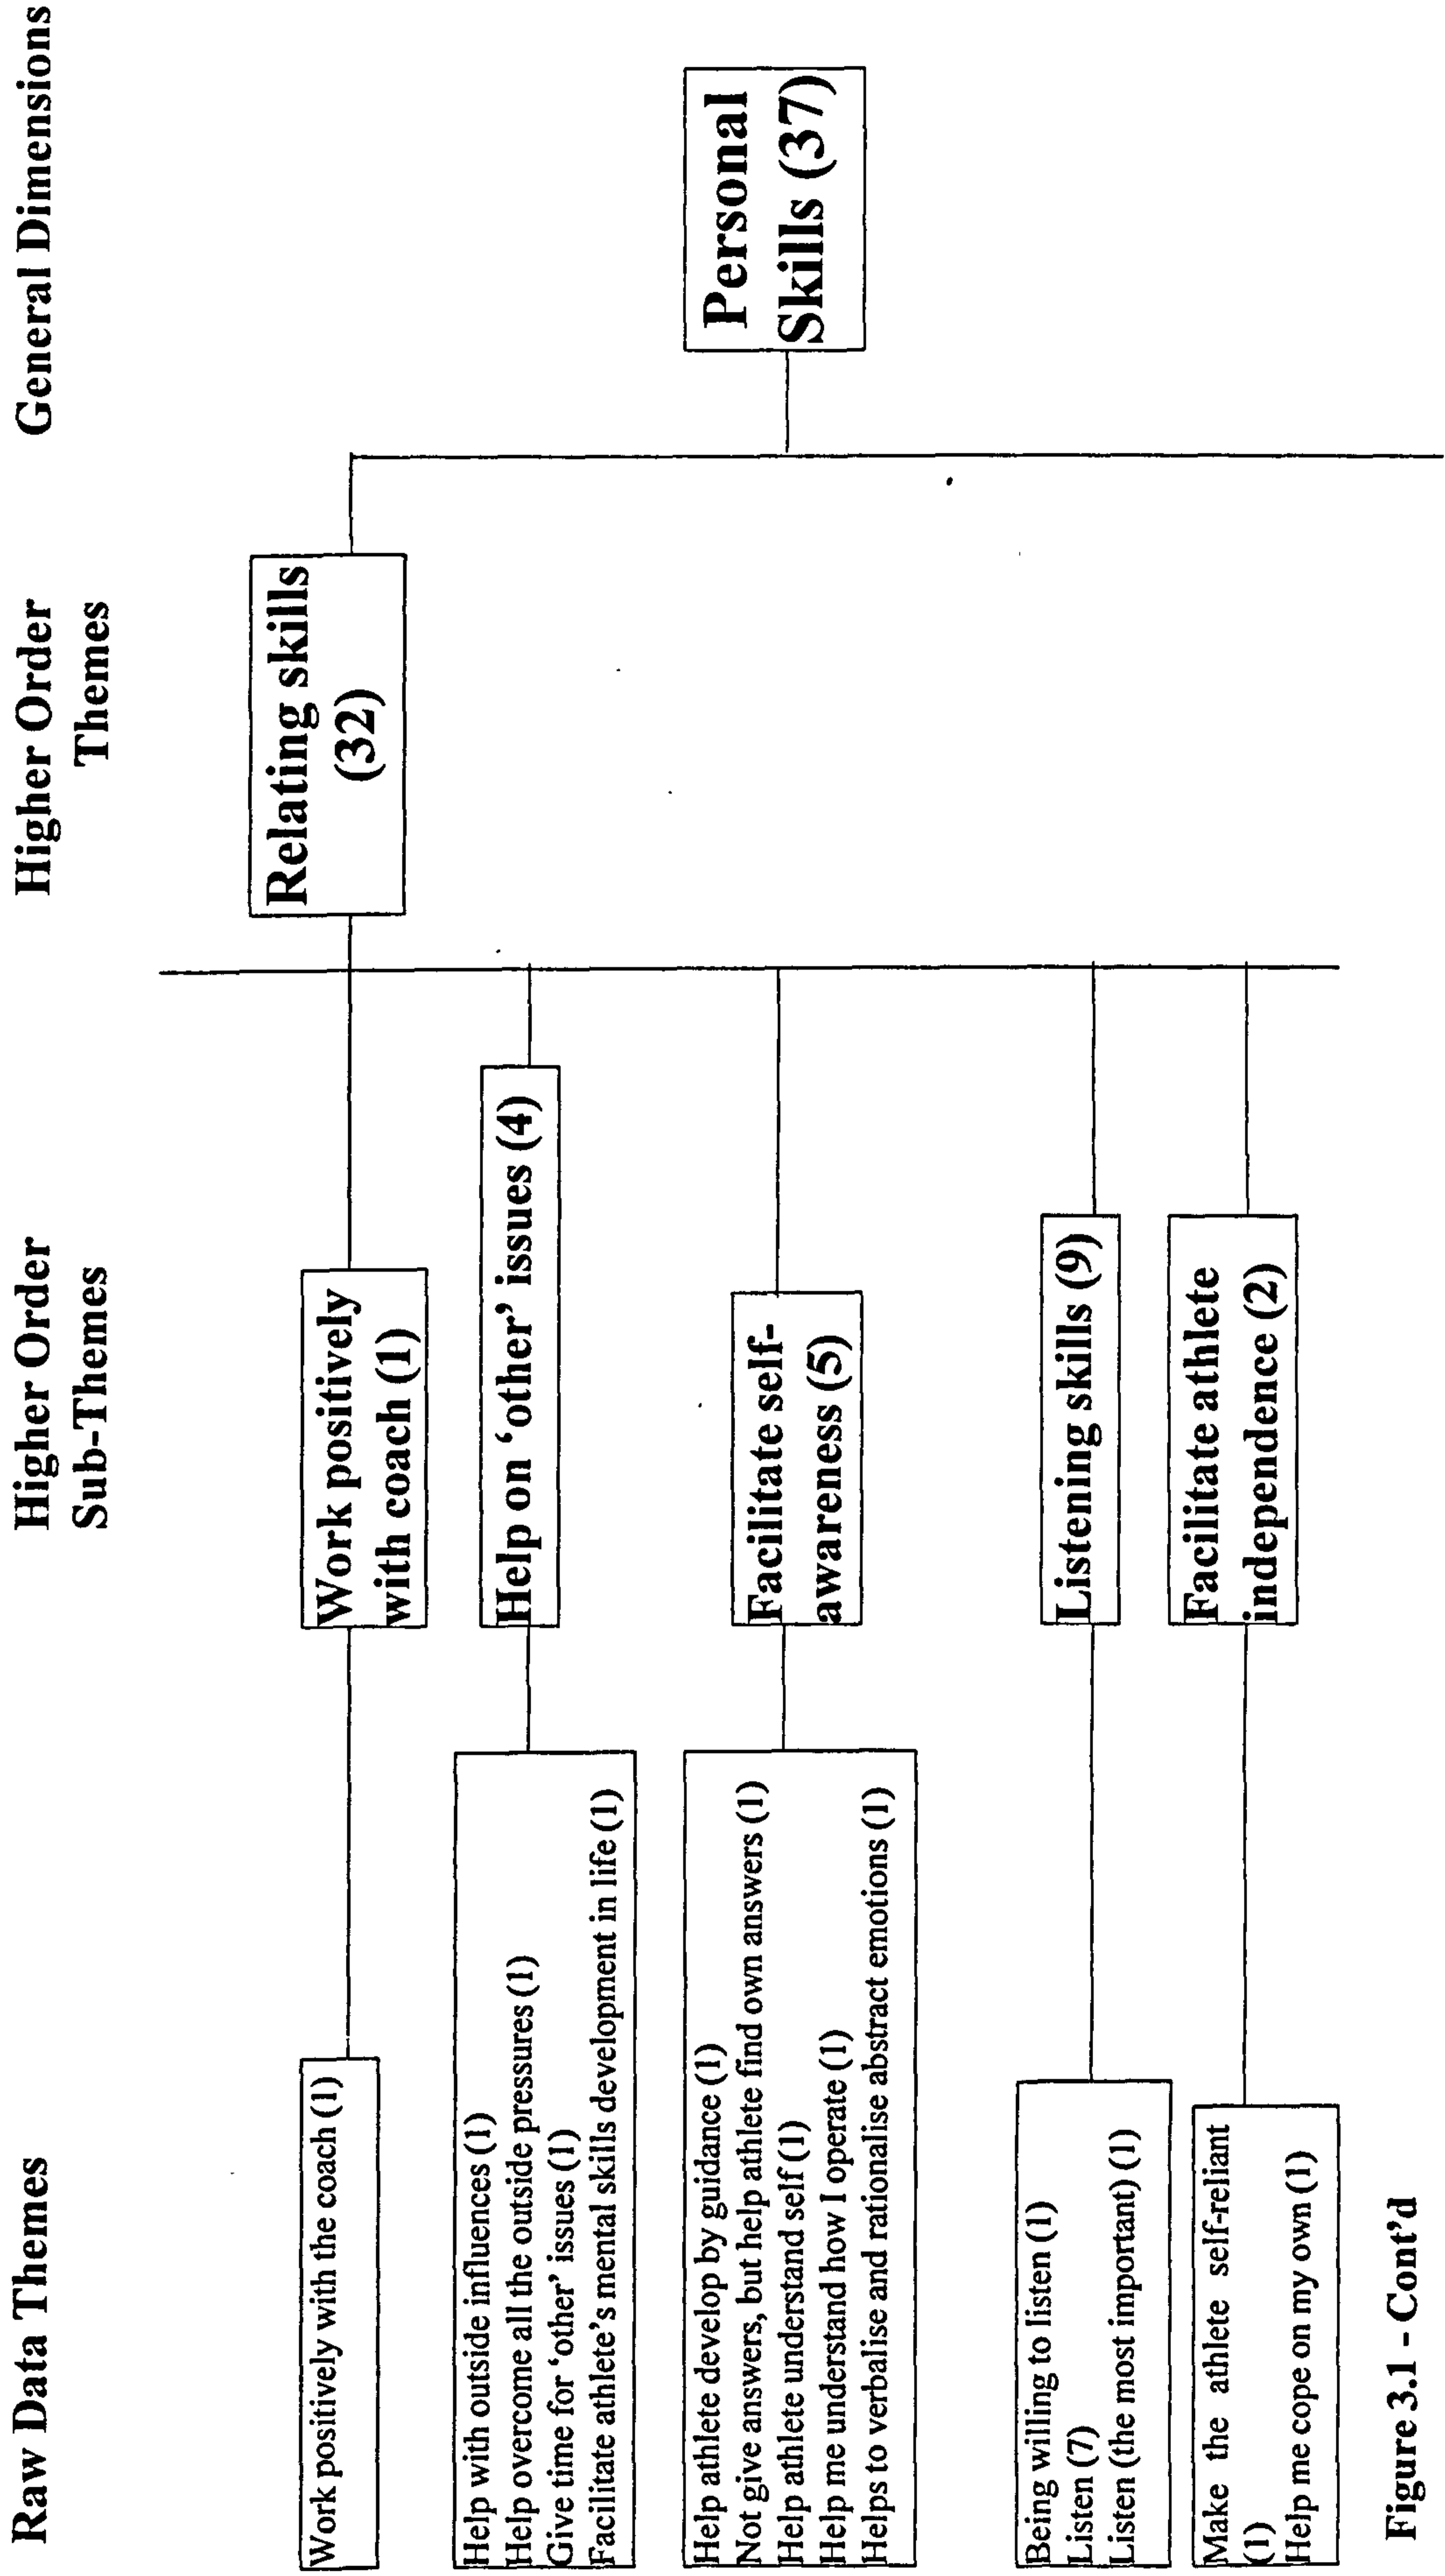 Raw Data Themes
Higher Order
Sub-Themes
Higher Order
Themes
General Dimensions
Work positively with the coach (1)
Work positively
with coach (1)
Relating skills
(32)
Help with outside influences (1)
Help overcome all the outside pressures (1)
Give time for ‘other’ issues (1)
Facilitate athlete’s mental skills development in life (1)
Help on ‘other’ issues (4)
Help athlete develop by guidance (1)
Not give answers, but help athlete find own answers (1)
Help athlete understand self (1)
Help me understand how I operate (1)
Helps to verbalise and rationalise abstract emotions (1)
Facilitate self-
awareness (5)
Personal
Skills (37)
Being willing to listen (1)
Listen (7)
Listen (the most important) (1)
Listening skills (9)
Make the athlete self-reliant
(1)
Help me cope on my own (1)
Facilitate athlete
independence (2)
Figure 3.1 - Cont’d